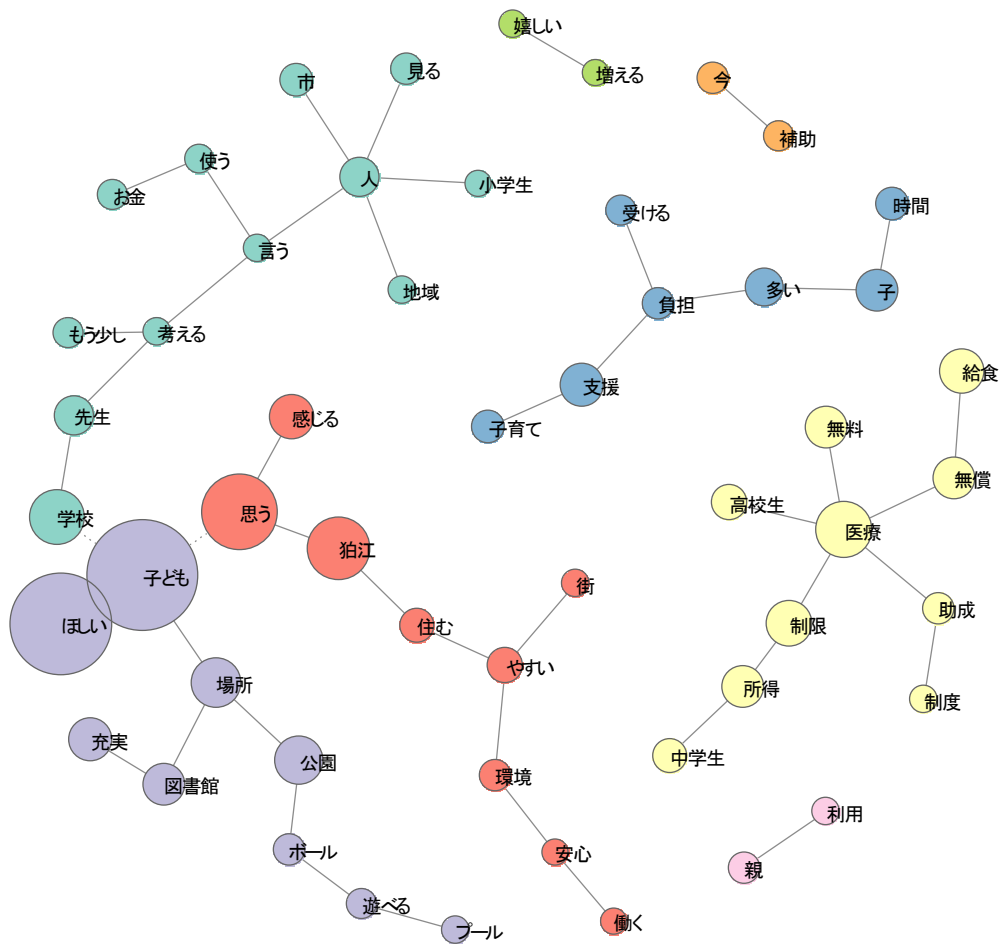 嬉しい
増える
今
補助
市
見る
使う
お金
人
小学生
言う
地域
もう少し
考える
先生
学校
受ける
時間
負担
多い
子
支援
子育て
感じる
思う
狛江
住む
やすい
街
環境
安心
働く
給食
無料
無償
高校生
医療
助成
制限
制度
所得
中学生
子ども
ほしい
場所
充実
図書館
公園
ボール
遊べる
プール
利用
親